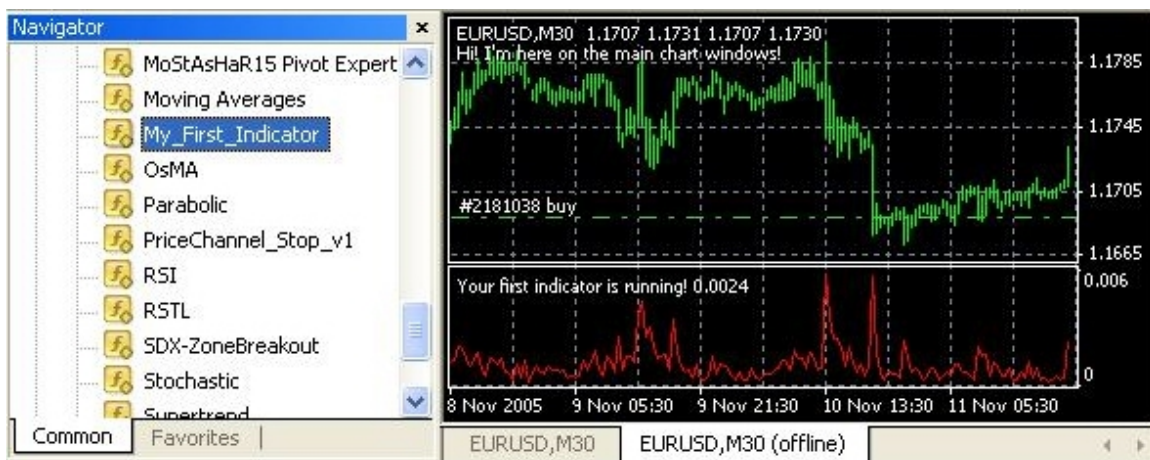 Navigator
MoStAsHaR15 Pivot Expert
Moving Averages
My_First_Indicator
OsMA
Parabolic
PriceChannel_Stop_v1
RSI
RSTL
SDX-ZoneBreakout
Stochastic
Supertrend
Common
Favorites
EURUSD,M30 1.1707 1.1731 1.1707 1.1730
Hi! I'm here on the main chart windows!
1.1785
1.1745
1.1705
#2181038 buy
1.1665
Your first indicator is running! 0.0024
0.006
0
8 Nov 2005 9 Nov 05:30 9 Nov 21:30 10 Nov 13:30 11 Nov 05:30
EURUSD,M30
EURUSD,M30 (offline)